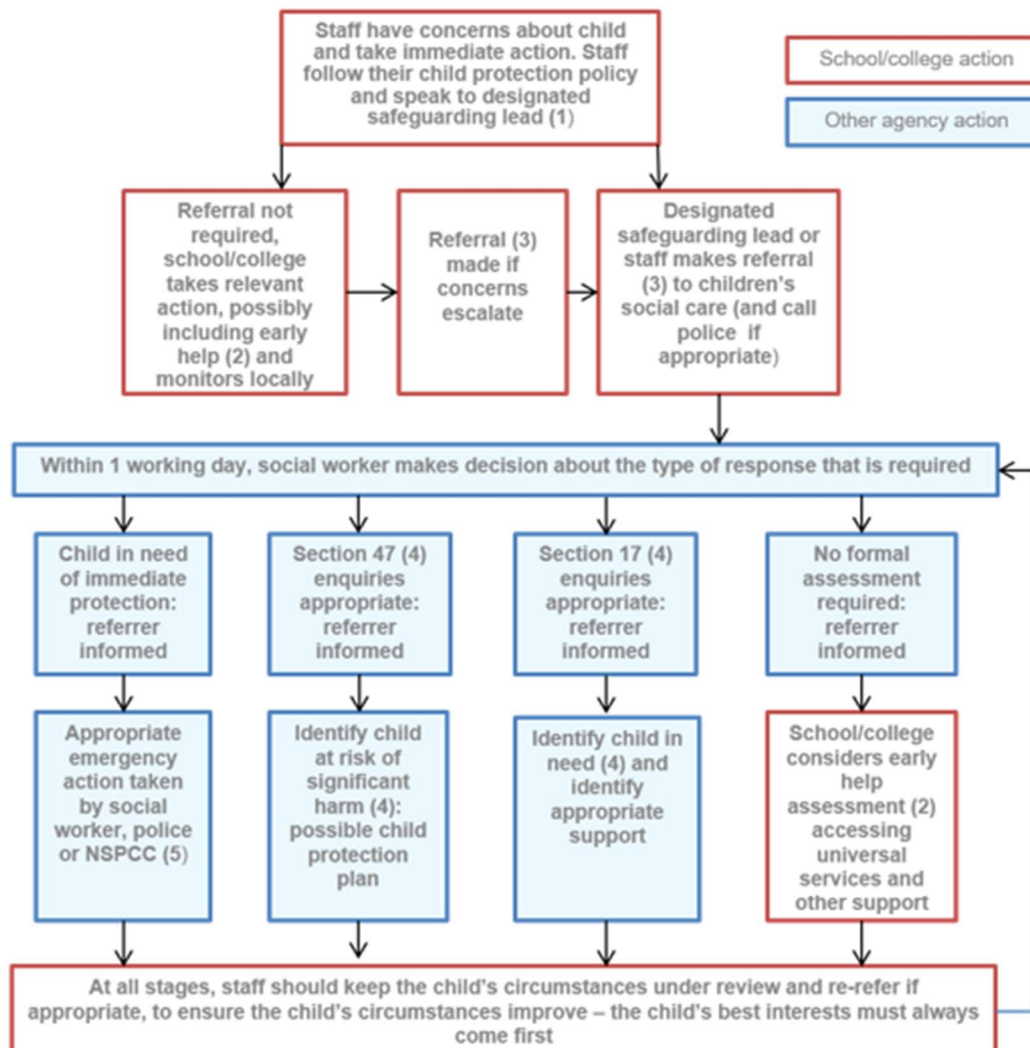 Staff have concerns about child
and take immediate action. Staff
follow their child protection policy
and speak to designated
safeguarding lead (1)
School/college action
Other agency action
Referral not
required,
school/college
takes relevant
action, possibly
including early
help (2) and
monitors locally
Referral (3)
made if
concerns
escalate
Designated
safeguarding lead or
staff makes referral
(3) to children's
social care (and call
police if
appropriate)
Within 1 working day, social worker makes decision about the type of response that is required
Child in need
of immediate
protection:
referrer
informed
Section 47 (4)
enquiries
appropriate:
referrer
informed
Section 17 (4)
enquiries
appropriate:
referrer
informed
No formal
assessment
required:
referrer
informed
Appropriate
emergency
action taken
by social
worker, police
or NSPCC (5)
Identify child
at risk of
significant
harm (4):
possible child
protection
plan
Identify child in
need (4) and
identify
appropriate
support
School/college
considers early
help
assessment (2)
accessing
universal
services and
other support
At all stages, staff should keep the child's circumstances under review and re-refer if
appropriate, to ensure the child's circumstances improve – the child's best interests must always
come first